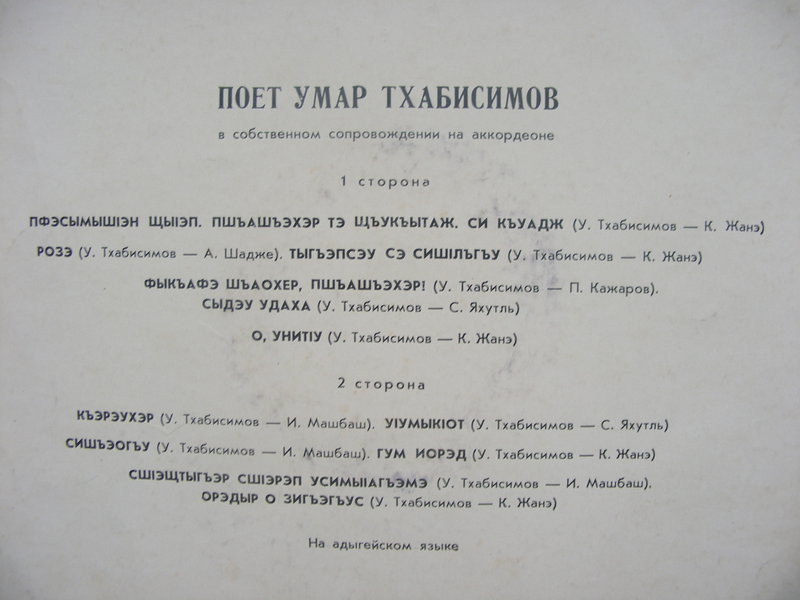 ПОЕТ УМАР ТХАБИСИМОВ
в собственном сопровождении на аккордеоне
1 сторона
ПФЭСЫМЫШІЭН ЩЫІЭП. ПШЪАШЪЭХЭР ТЭ ЩЪУКЪЫТАЖ. СИ КЪУАДЖ (У. Тхабисимов — К. Жанэ)
РОЗЭ (У. Тхабисимов — А. Шадже). ТЫГЪЭПСЭУ СЭ СИШІЛЪГЪУ (У. Тхабисимов — К. Жанэ)
ФЫКЪАФЭ ШЪАОХЕР, ПШЪАШЪЭХЭР! (У. Тхабисимов — П. Кажаров).
СЫДЭУ УДАХА (У. Тхабисимов — С. Яхутль)
О, УНИТІУ (У. Тхабисимов — К. Жанэ)
2 сторона
КЪЭРЭУХЭР (У. Тхабисимов — И. Машбаш). УІУМЫКІОТ (У. Тхабисимов — С. Яхутль)
СИШЪЭОГЪУ (У. Тхабисимов — И. Машбаш). ГУМ ИОРЭД (У. Тхабисимов — К. Жанэ)
СШІЭЩТЫГЪЭР СШІЭРЭП УСИМЫІАГЪЭМЭ (У. Тхабисимов — И. Машбаш).
ОРЭДЫР О ЗИГЪЭГЪУС (У. Тхабисимов — К. Жанэ)
На адыгейском языке